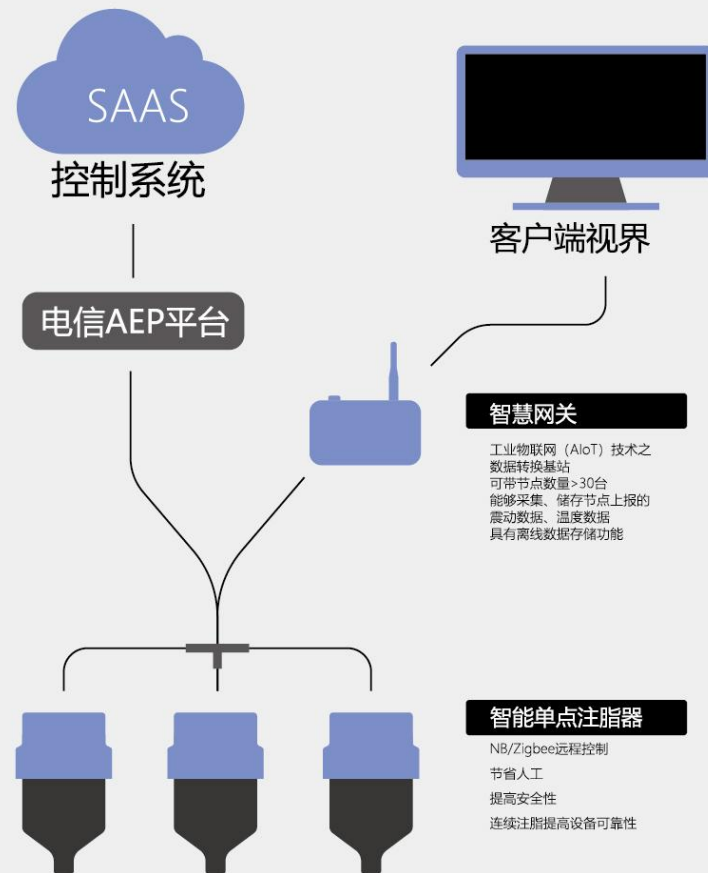 SAAS
控制系统
客户端视界
电信AEP平台
智慧网关
工业物联网（AIoT）技术之
数据转换基站
可带节点数量>30台
能够采集、储存节点上报的
震动数据、温度数据
具有离线数据存储功能
智能单点注脂器
NB/Zigbee远程控制
节省人工
提高安全性
连续注脂提高设备可靠性